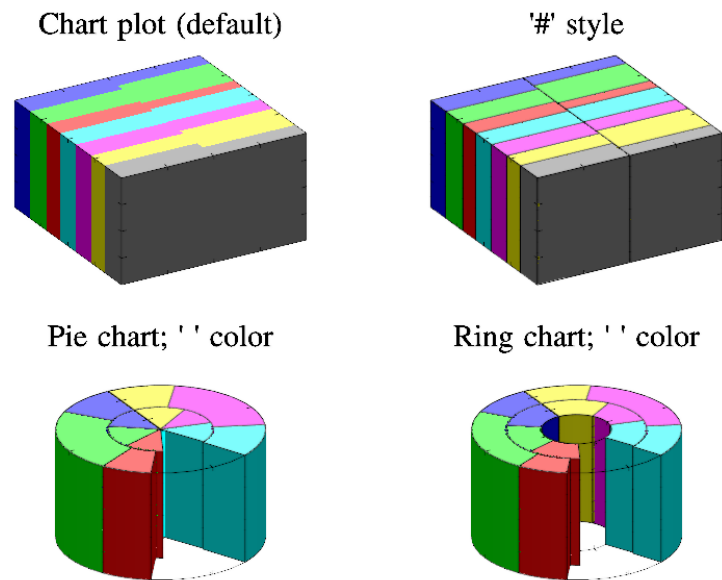 Chart plot (default)
'#' style
Pie chart; ' ' color
Ring chart; ' ' color